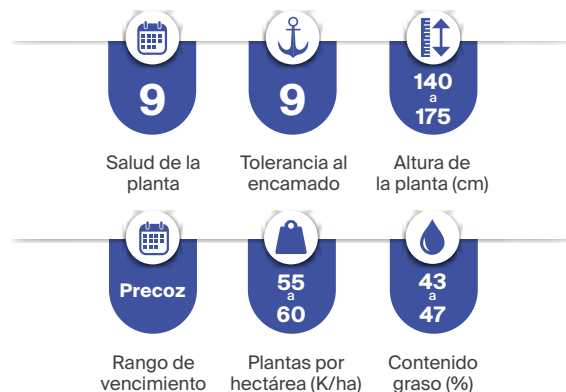 9
9
140
a
175
Salud de la
planta
Tolerancia al
encamado
Altura de
la planta (cm)
Precoz
55
a
60
43
a
47
Rango de
vencimiento
Plantas por
hectárea (K/ha)
Contenido
graso (%)